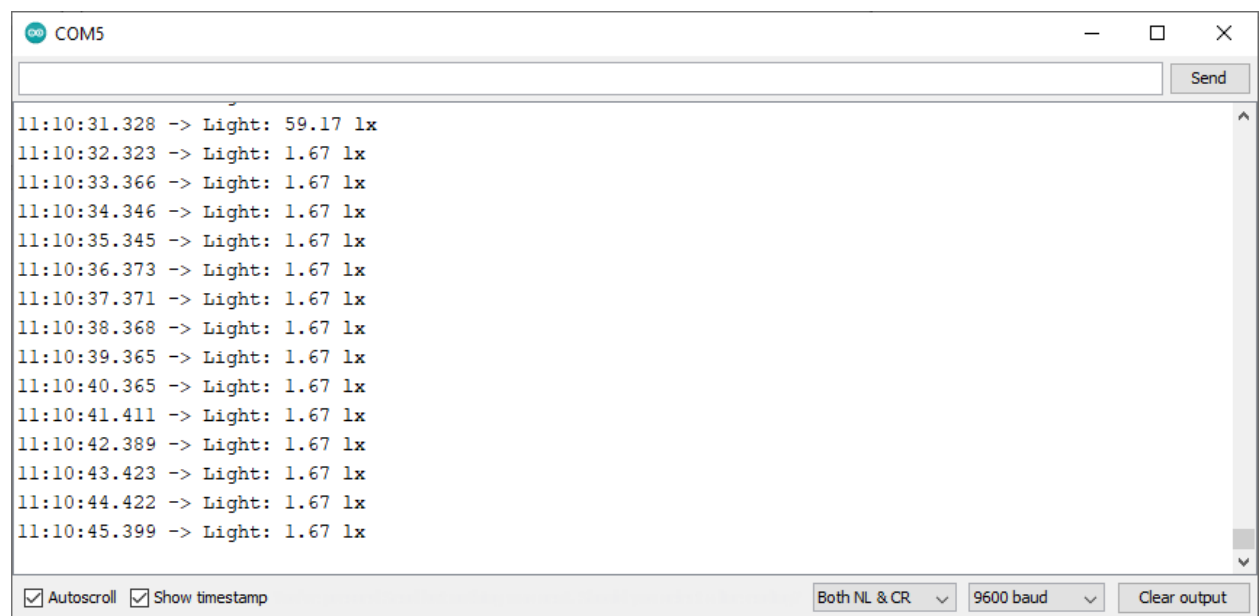 COM5
Send
11:10:31.328 -> Light: 59.17 lx
11:10:32.323 -> Light: 1.67 lx
11:10:33.366 -> Light: 1.67 lx
11:10:34.346 -> Light: 1.67 lx
11:10:35.345 -> Light: 1.67 lx
11:10:36.373 -> Light: 1.67 lx
11:10:37.371 -> Light: 1.67 lx
11:10:38.368 -> Light: 1.67 lx
11:10:39.365 -> Light: 1.67 lx
11:10:40.365 -> Light: 1.67 lx
11:10:41.411 -> Light: 1.67 lx
11:10:42.389 -> Light: 1.67 lx
11:10:43.423 -> Light: 1.67 lx
11:10:44.422 -> Light: 1.67 lx
11:10:45.399 -> Light: 1.67 lx
Autoscroll Show timestamp Both NL & CR 9600 baud Clear output